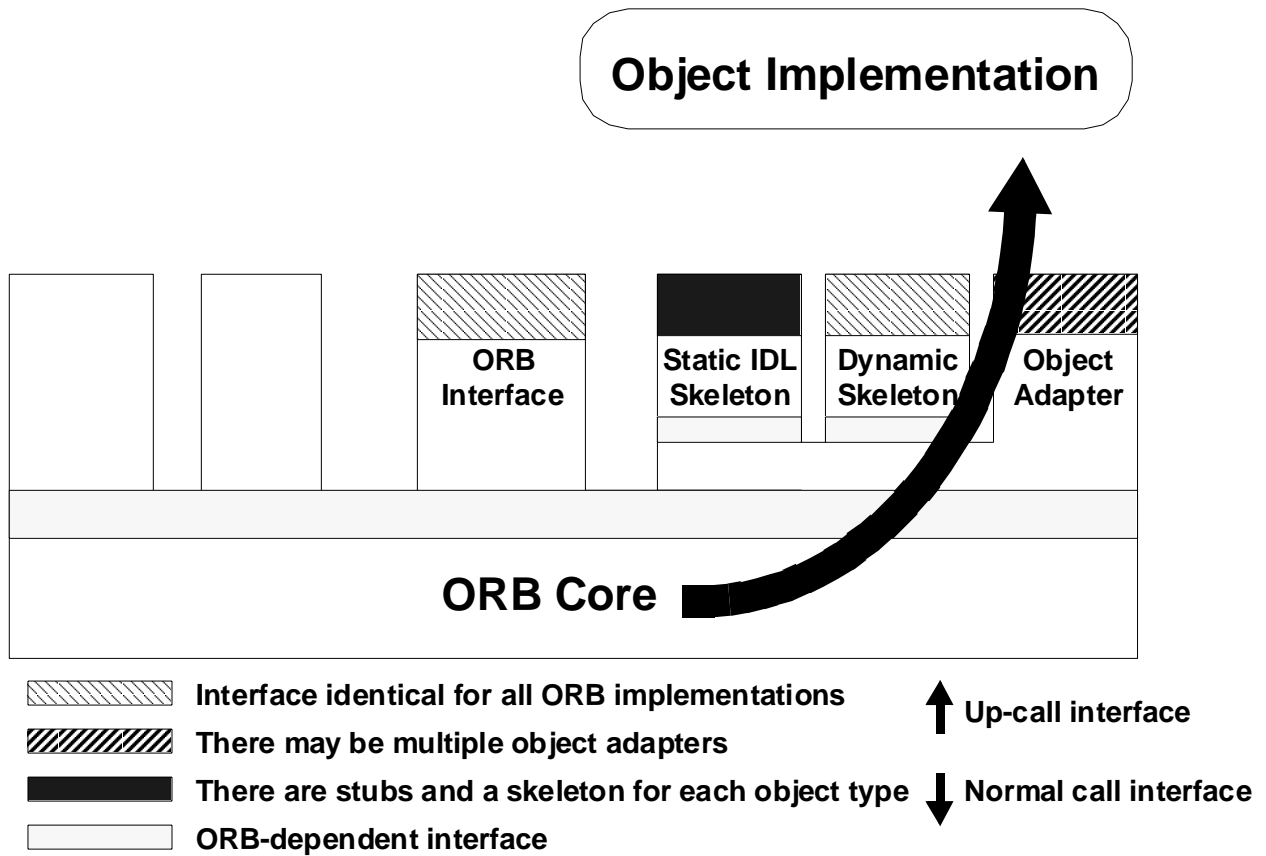 Object Implementation
ORB
Interface
Static IDL
Skeleton
Dynamic
Skeleton
Object
Adapter
ORB Core
Interface identical for all ORB implementations
There may be multiple object adapters
There are stubs and a skeleton for each object type
ORB-dependent interface
Up-call interface
Normal call interface